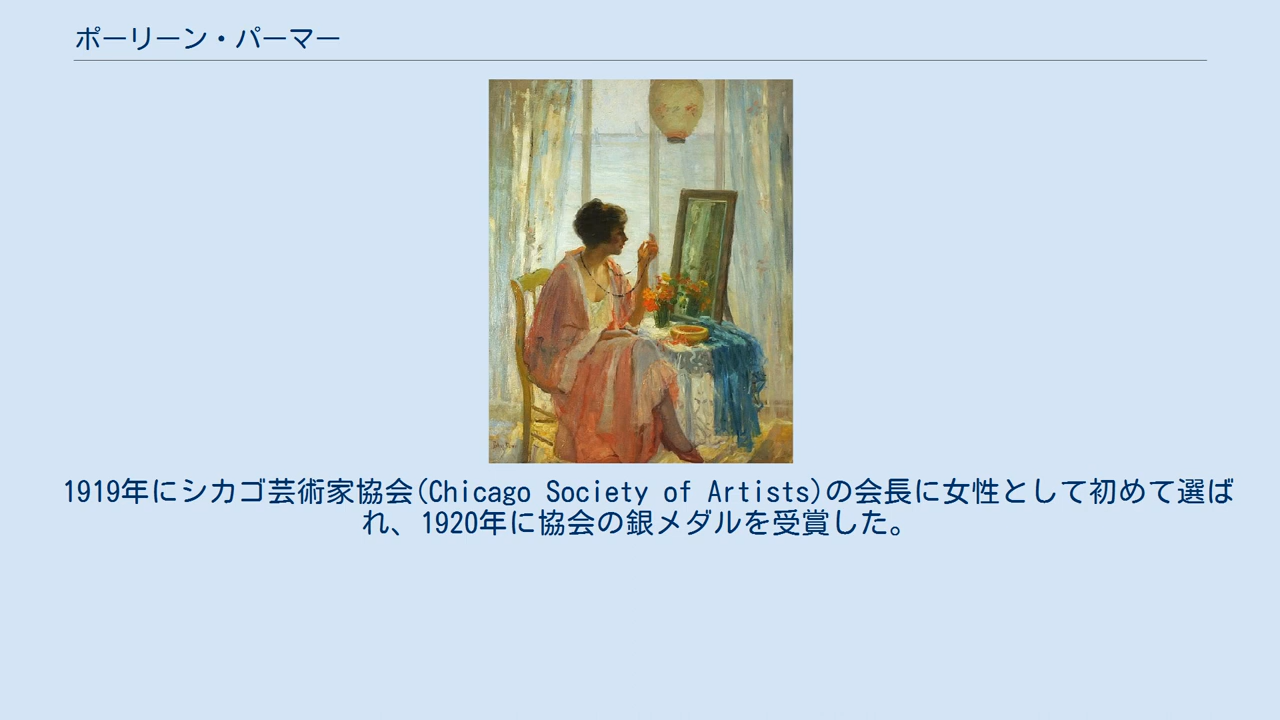 ポーリーン・パーマー
1919年にシカゴ芸術家協会(Chicago Society of Artists)の会長に女性として初めて選ば
れ、1920年に協会の銀メダルを受賞した。